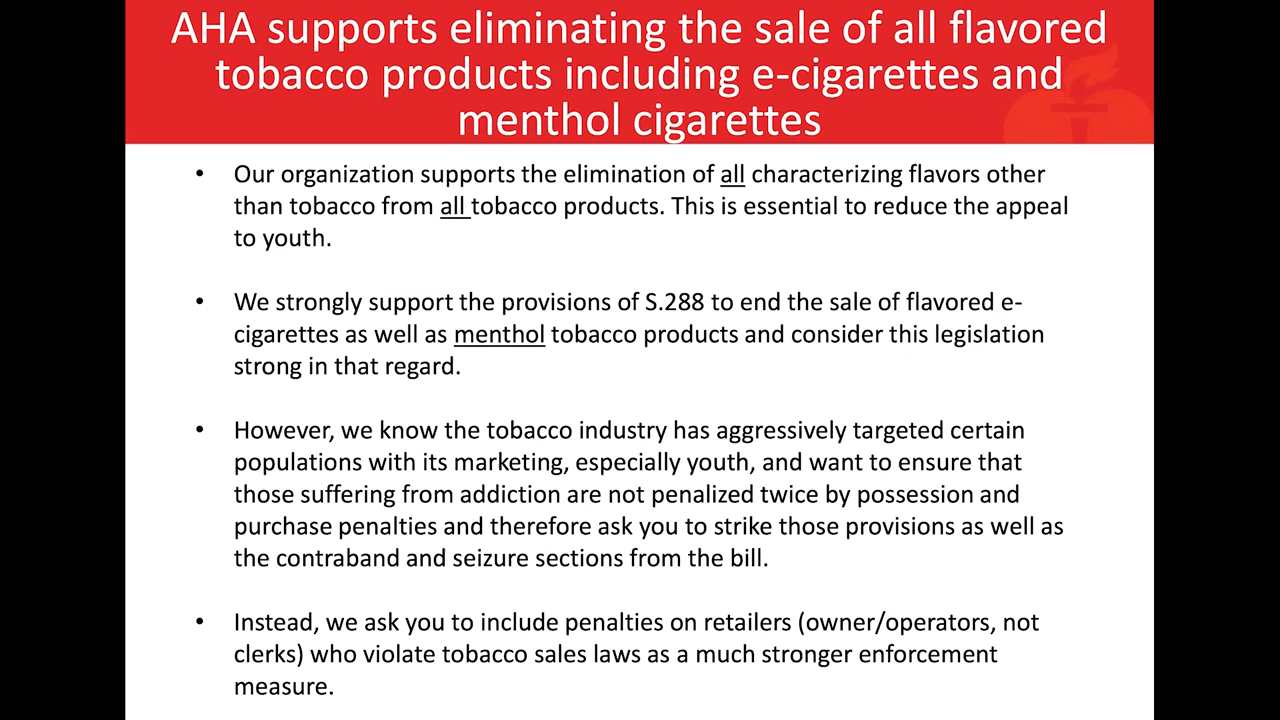 AHA supports eliminating the sale of all flavored
tobacco products including e-cigarettes and
menthol cigarettes
• Our organization supports the elimination of all characterizing flavors other
than tobacco from all tobacco products. This is essential to reduce the appeal
to youth.
• We strongly support the provisions of S.288 to end the sale of flavored e-
cigarettes as well as menthol tobacco products and consider this legislation
strong in that regard.
• However, we know the tobacco industry has aggressively targeted certain
populations with its marketing, especially youth, and want to ensure that
those suffering from addiction are not penalized twice by possession and
purchase penalties and therefore ask you to strike those provisions as well as
the contraband and seizure sections from the bill.
• Instead, we ask you to include penalties on retailers (owner/operators, not
clerks) who violate tobacco sales laws as a much stronger enforcement
measure.